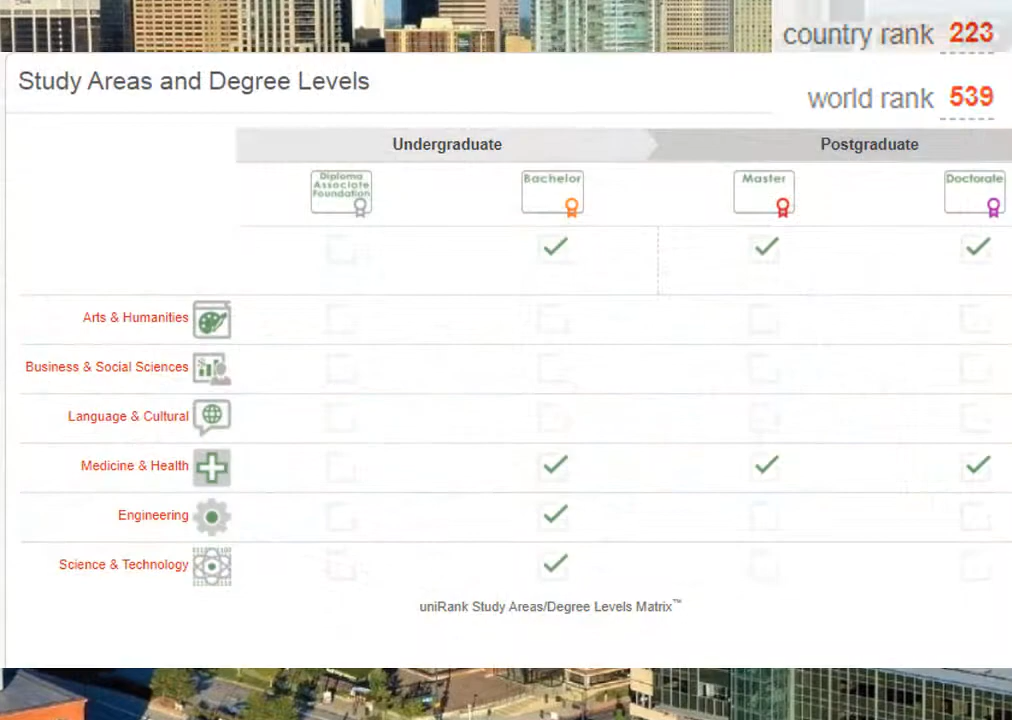 country rank 223
Study Areas and Degree Levels
world rank 539
Undergraduate
Postgraduate
Diploma
Associate
Foundation
Bachelor
Master
Doctorate
Arts & Humanities
Business & Social Sciences
Language & Cultural
Medicine & Health
Engineering
Science & Technology
uniRank Study Areas/Degree Levels Matrix™